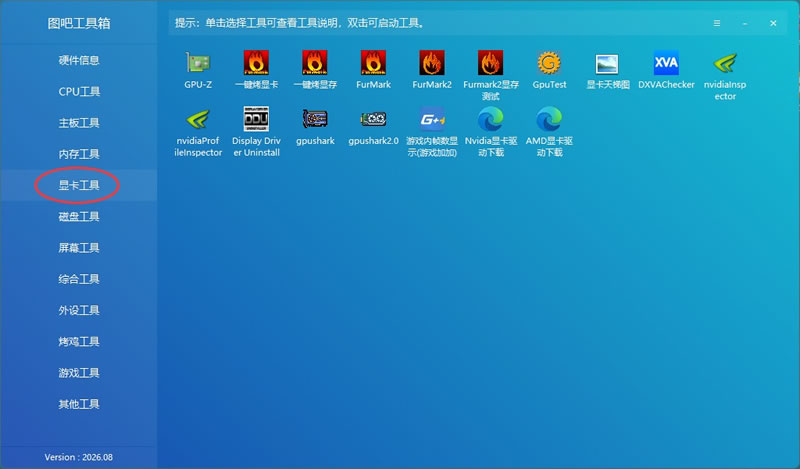 图吧工具箱
提示：单击选择工具可查看工具说明，双击可启动工具。
硬件信息
CPU工具
主板工具
内存工具
显卡工具
磁盘工具
屏幕工具
综合工具
外设工具
烤鸡工具
游戏工具
其他工具
Version : 2026.08
GPU-Z
一键烤显卡
一键烤显存
FurMark
FurMark2
Furmark2显存
测试
GpuTest
显卡天梯图
XVA
DXVAChecker
nvidiaInsp
ector
nvidiaProf
ileInspector
DDU
Display Driv
er Uninstall
gpushark
gpushark2.0
G++
游戏内帧数显
示(游戏加加)
Nvidia显卡驱
动下载
AMD显卡驱
动下载